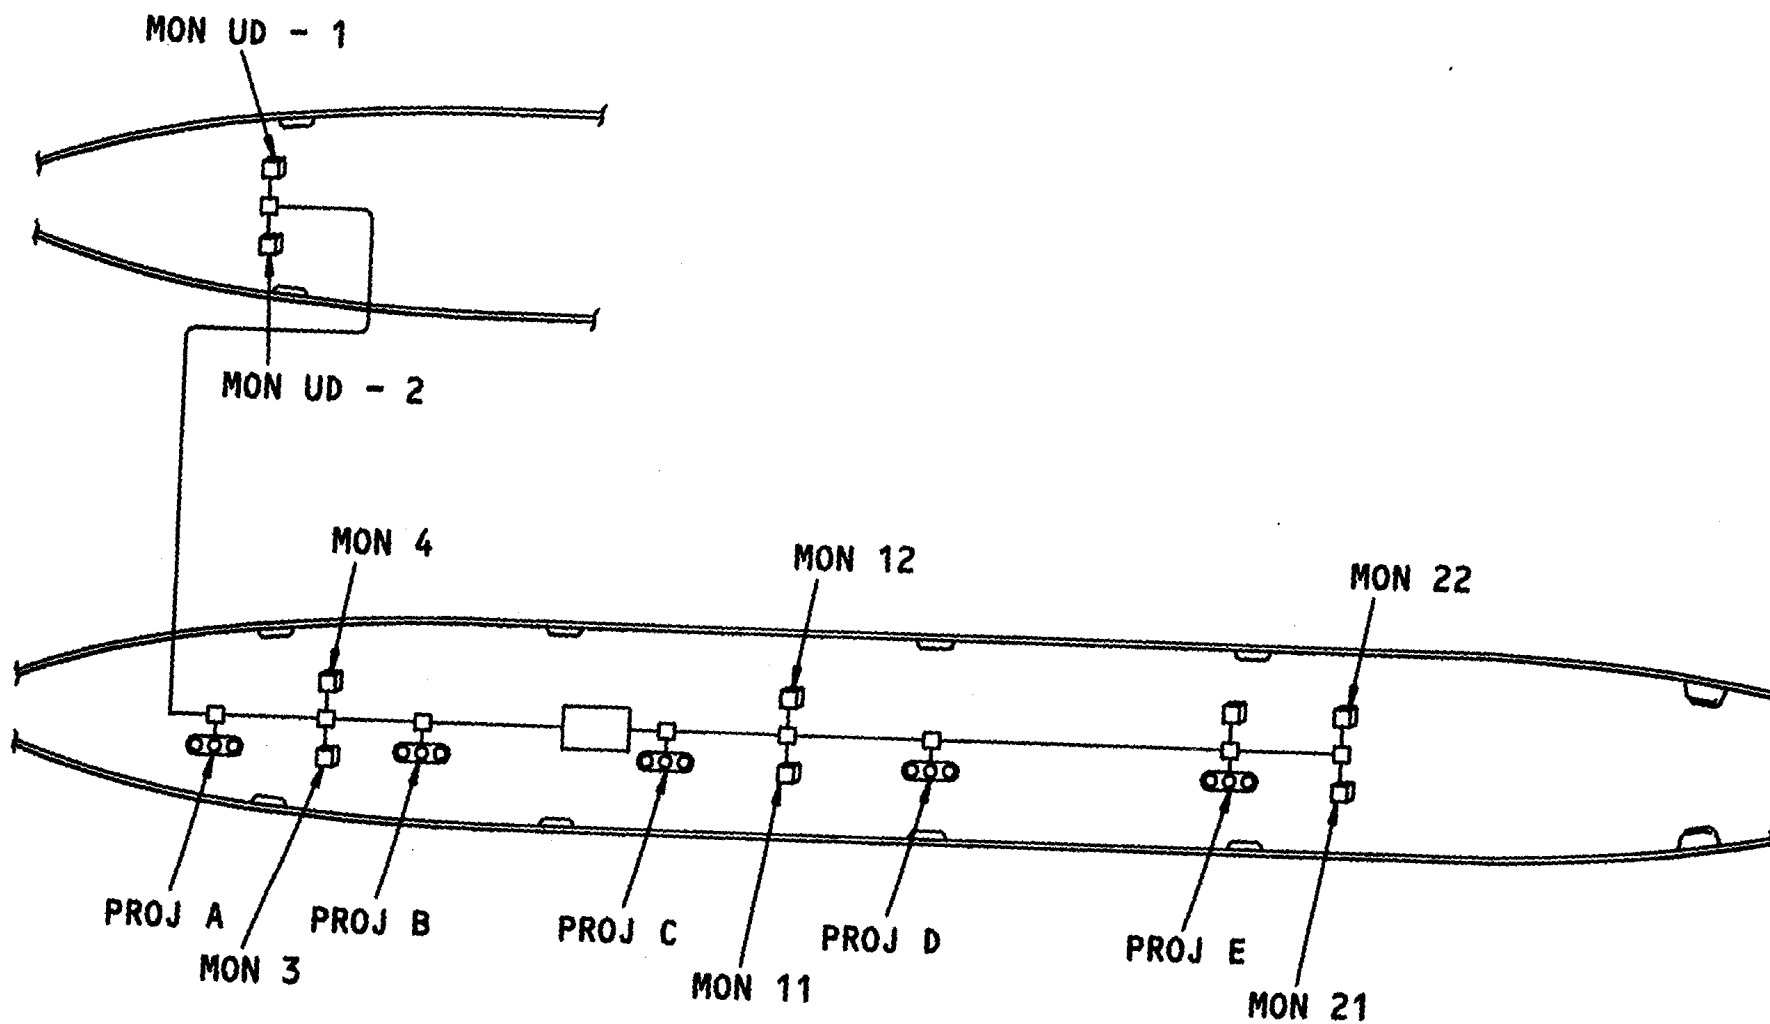 MON UD - 1
MON UD - 2
MON 4
MON 12
MON 22
PROJ A
PROJ B
PROJ C
PROJ D
PROJ E
MON 3
MON 11
MON 21